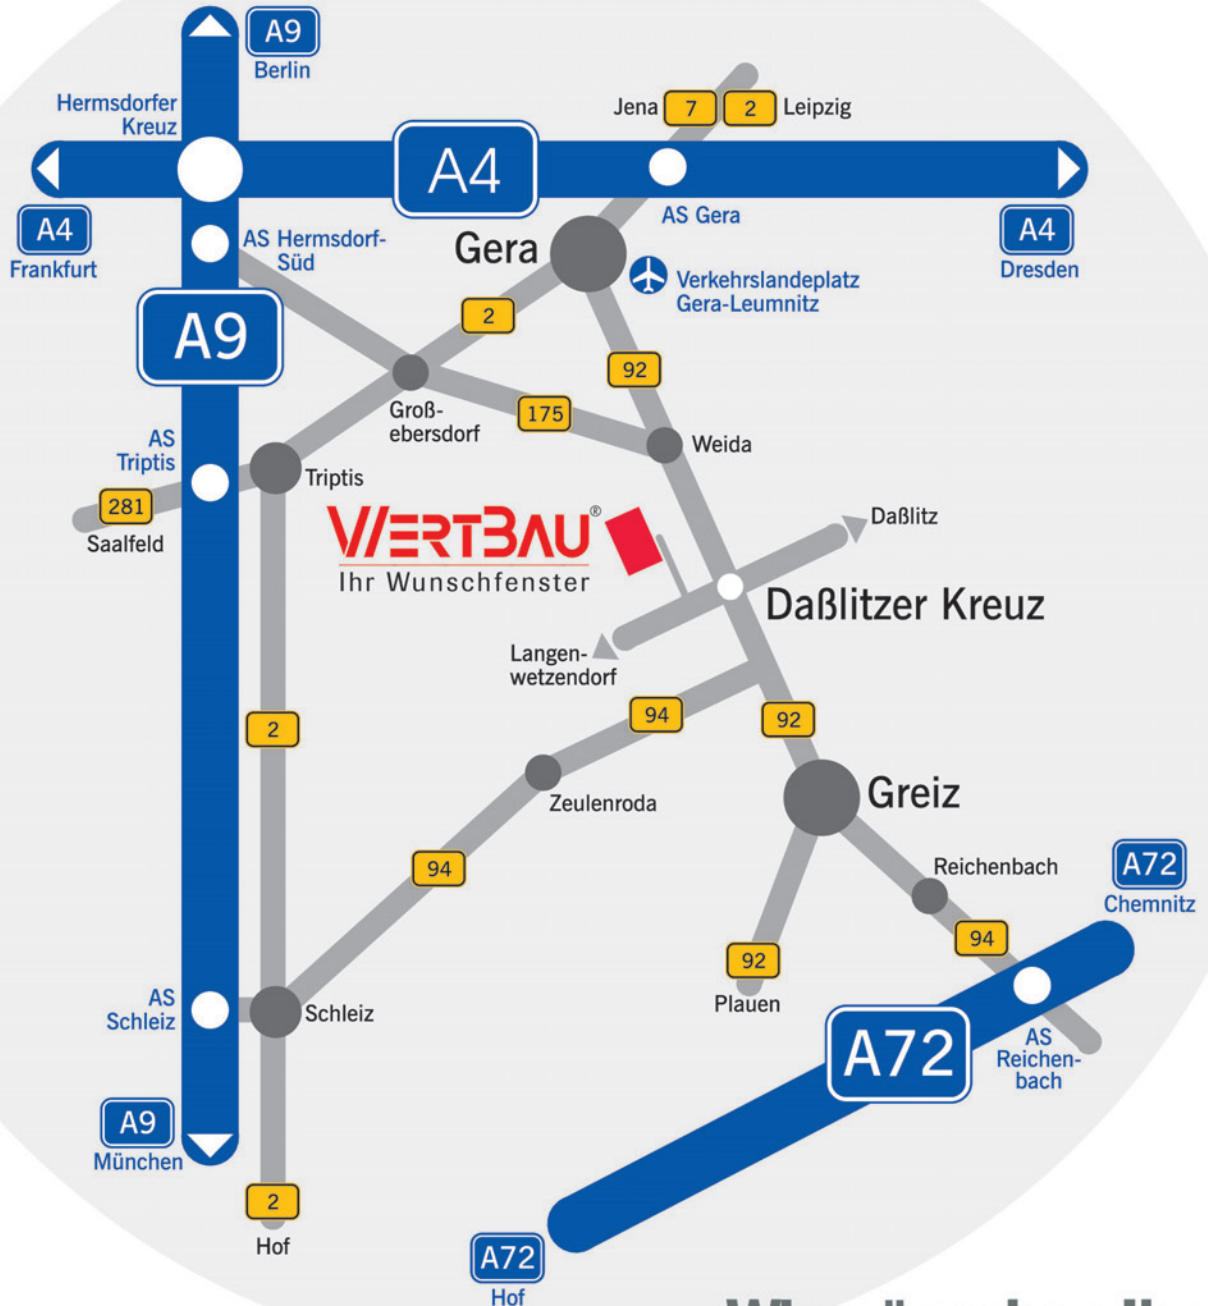 A9
Berlin
Hermsdorfer
Kreuz
Jena 7 2 Leipzig
A4
A4
Frankfurt
AS Hermsdorf-
Süd
AS Gera
A4
Dresden
Gera
Verkehrslandeplatz
Gera-Leumnitz
A9
2
92
Groß-
ebersdorf
175
Weida
AS
Triptis
Triptis
281
Saalfeld
WERTBAU®
Ihr Wunschfenster
Daßlitz
Daßlitzer Kreuz
Langen-
wetzendorf
2
94
92
Zeulenroda
Greiz
94
Reichenbach
A72
Chemnitz
94
92
Plauen
AS
Schleiz
Schleiz
A72
AS
Reichen-
bach
A9
München
2
Hof
A72
Hof